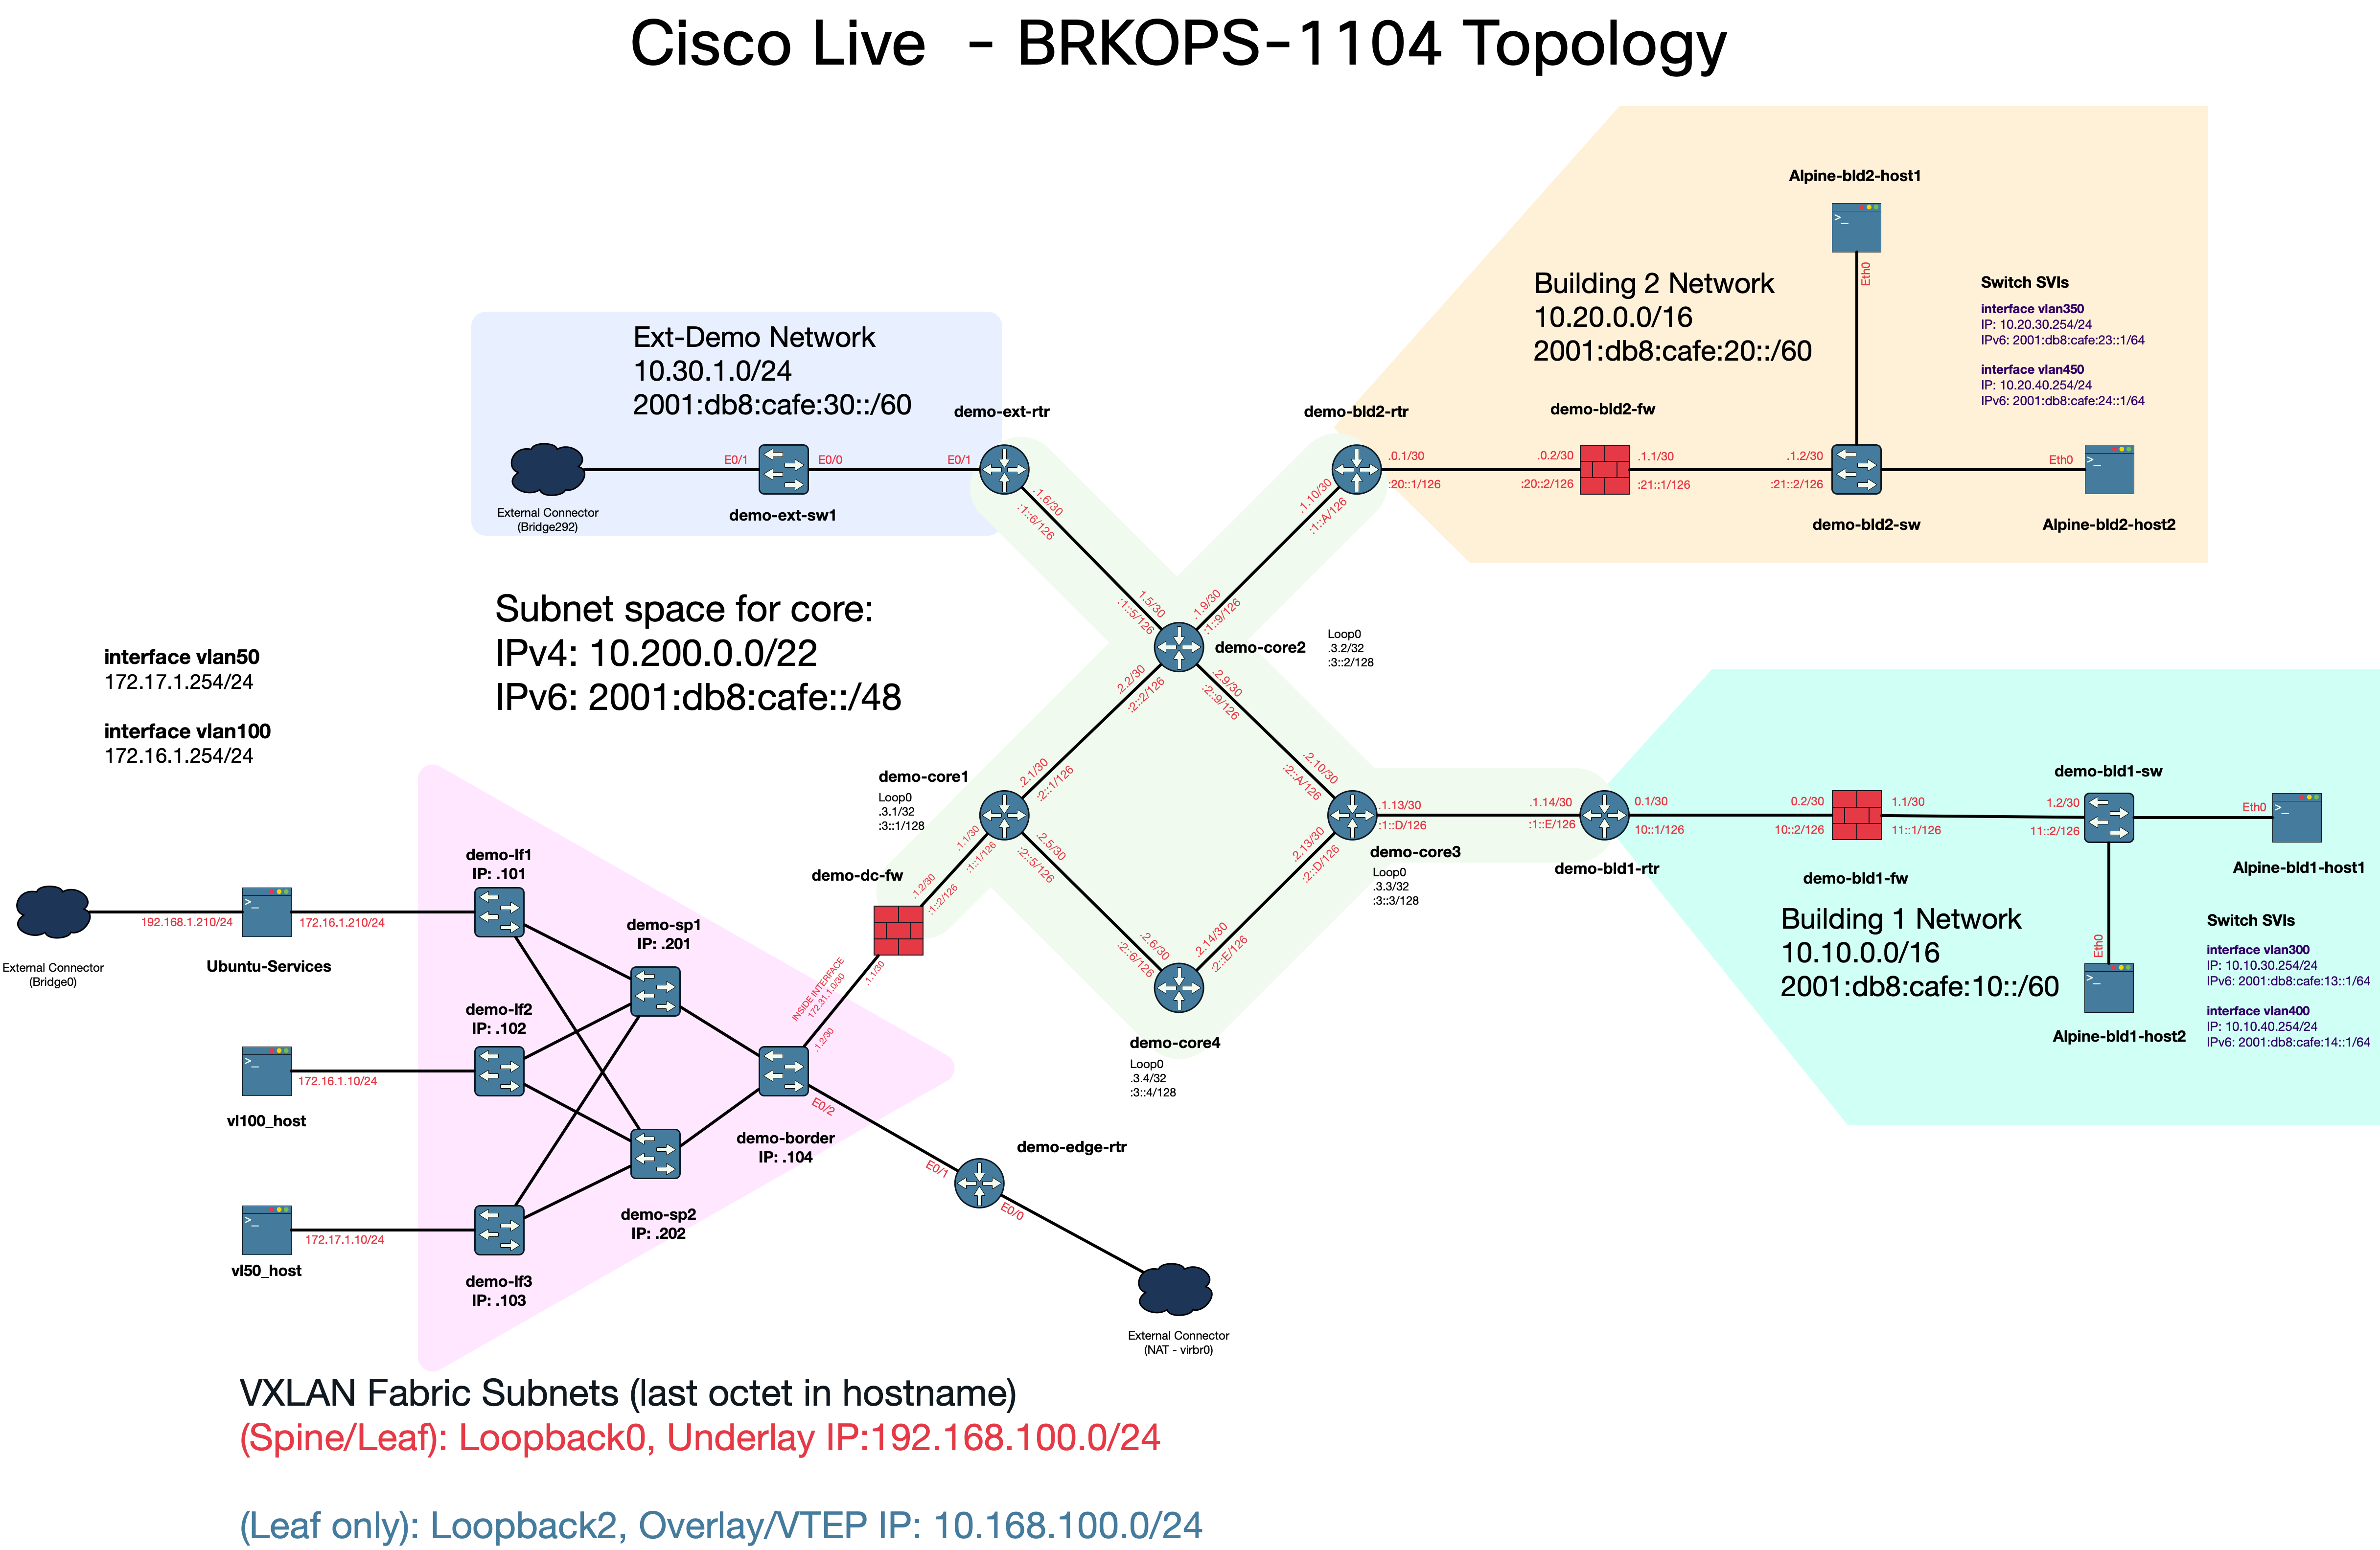 Cisco Live  - BRKOPS-1104 Topology
Alpine-bld2-host1
>_
Eth0
Building 2 Network
10.20.0.0/16
2001:db8:cafe:20::/60
Switch SVIs
interface vlan350
IP: 10.20.30.254/24
IPv6: 2001:db8:cafe:23::1/64
interface vlan450
IP: 10.20.40.254/24
IPv6: 2001:db8:cafe:24::1/64
Ext-Demo Network
10.30.1.0/24
2001:db8:cafe:30::/60
demo-ext-rtr
demo-bld2-rtr
demo-bld2-fw
E0/1
E0/0
E0/1
.0.1/30
.0.2/30
.1.1/30
.1.2/30
Eth0
>_
:20::1/126
:20::2/126
:21::1/126
:21::2/126
External Connector
(Bridge292)
demo-ext-sw1
demo-bld2-sw
Alpine-bld2-host2
.1.6/30
:1::6/126
.1.10/30
:1::A/126
1.5/30
:1::5/126
1.9/30
:1::9/126
Subnet space for core:
IPv4: 10.200.0.0/22
IPv6: 2001:db8:cafe::/48
demo-core2
Loop0
.3.2/32
:3::2/128
interface vlan50
172.17.1.254/24
interface vlan100
172.16.1.254/24
2.2/30
:2::2/126
.2.9/30
:2::9/126
.2.1/30
:2::1/126
.2.10/30
:2::A/126
demo-core1
Loop0
.3.1/32
:3::1/128
.1.1/30
:1::1/126
.2.5/30
:2::5/126
.2.13/30
:2::D/126
.1.13/30
:1::D/126
.1.14/30
:1::E/126
demo-core3
Loop0
.3.3/32
:3::3/128
demo-bld1-rtr
0.1/30
10::1/126
0.2/30
10::2/126
1.1/30
11::1/126
1.2/30
11::2/126
demo-bld1-sw
Eth0
>_
demo-bld1-fw
Alpine-bld1-host1
Building 1 Network
10.10.0.0/16
2001:db8:cafe:10::/60
Eth0
>_
Alpine-bld1-host2
Switch SVIs
interface vlan300
IP: 10.10.30.254/24
IPv6: 2001:db8:cafe:13::1/64
interface vlan400
IP: 10.10.40.254/24
IPv6: 2001:db8:cafe:14::1/64
demo-dc-fw
.1.2/30
:1::2/126
.1.1/30
INSIDE INTERFACE
172.31.1.0/30
.1.2/30
.2.6/30
:2::6/126
.2.14/30
:2::E/126
demo-core4
Loop0
.3.4/32
:3::4/128
demo-lf1
IP: .101
192.168.1.210/24
>_
172.16.1.210/24
External Connector
(Bridge0)
Ubuntu-Services
demo-sp1
IP: .201
demo-lf2
IP: .102
>_
172.16.1.10/24
vl100_host
demo-border
IP: .104
E0/2
demo-edge-rtr
E0/1
E0/0
>_
172.17.1.10/24
vl50_host
demo-sp2
IP: .202
demo-lf3
IP: .103
External Connector
(NAT - virbr0)
VXLAN Fabric Subnets (last octet in hostname)
(Spine/Leaf): Loopback0, Underlay IP:192.168.100.0/24
(Leaf only): Loopback2, Overlay/VTEP IP: 10.168.100.0/24